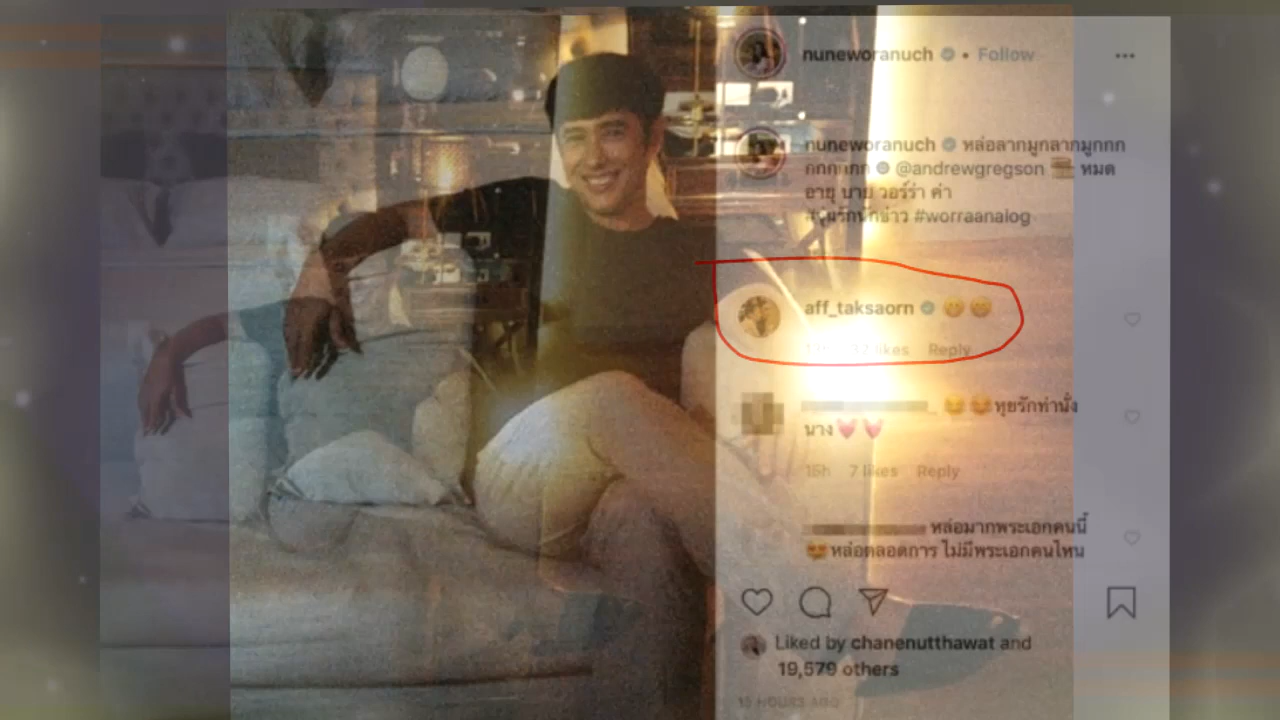 nuneworanuch • Follow
nuneworanuch หล่อลากมูกลากมูกกก
กกกกกก @andrewgregson หมด
อายุ บาย วอร์ร่า ค่า
#worraanalog
aff_taksaorn
likes Reply
หุยรักท่านั่ง
นาง
15h 7 likes Reply
หล่อมากพระเอกคนนี้
หล่อตลอดการ ไม่มีพระเอกคนไหน
Liked by chanenutthawat and
19,579 others
HOURS AGO